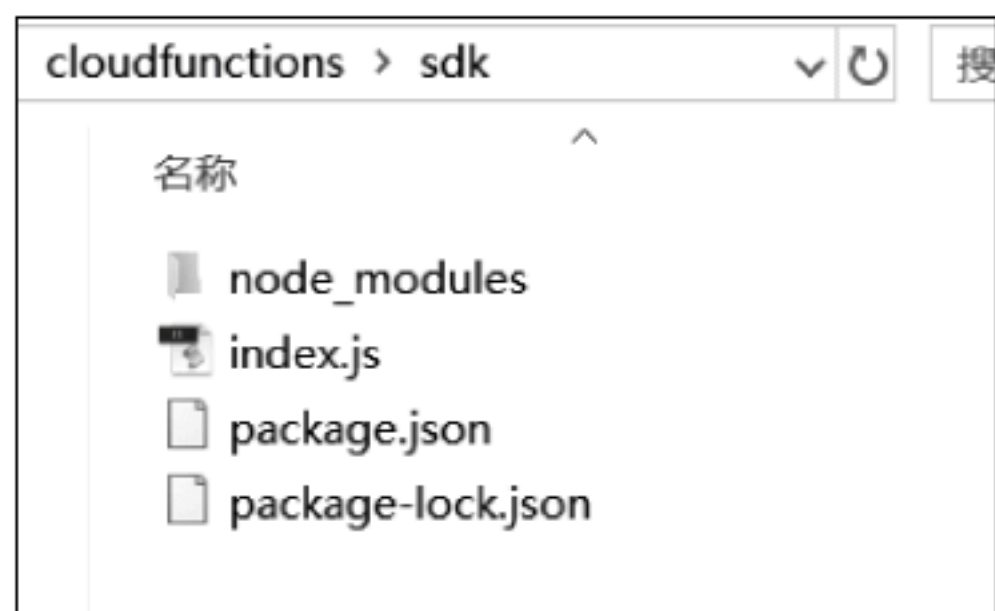 cloudfunctions > sdk 搜
名称
node_modules
index.js
package.json
package-lock.json